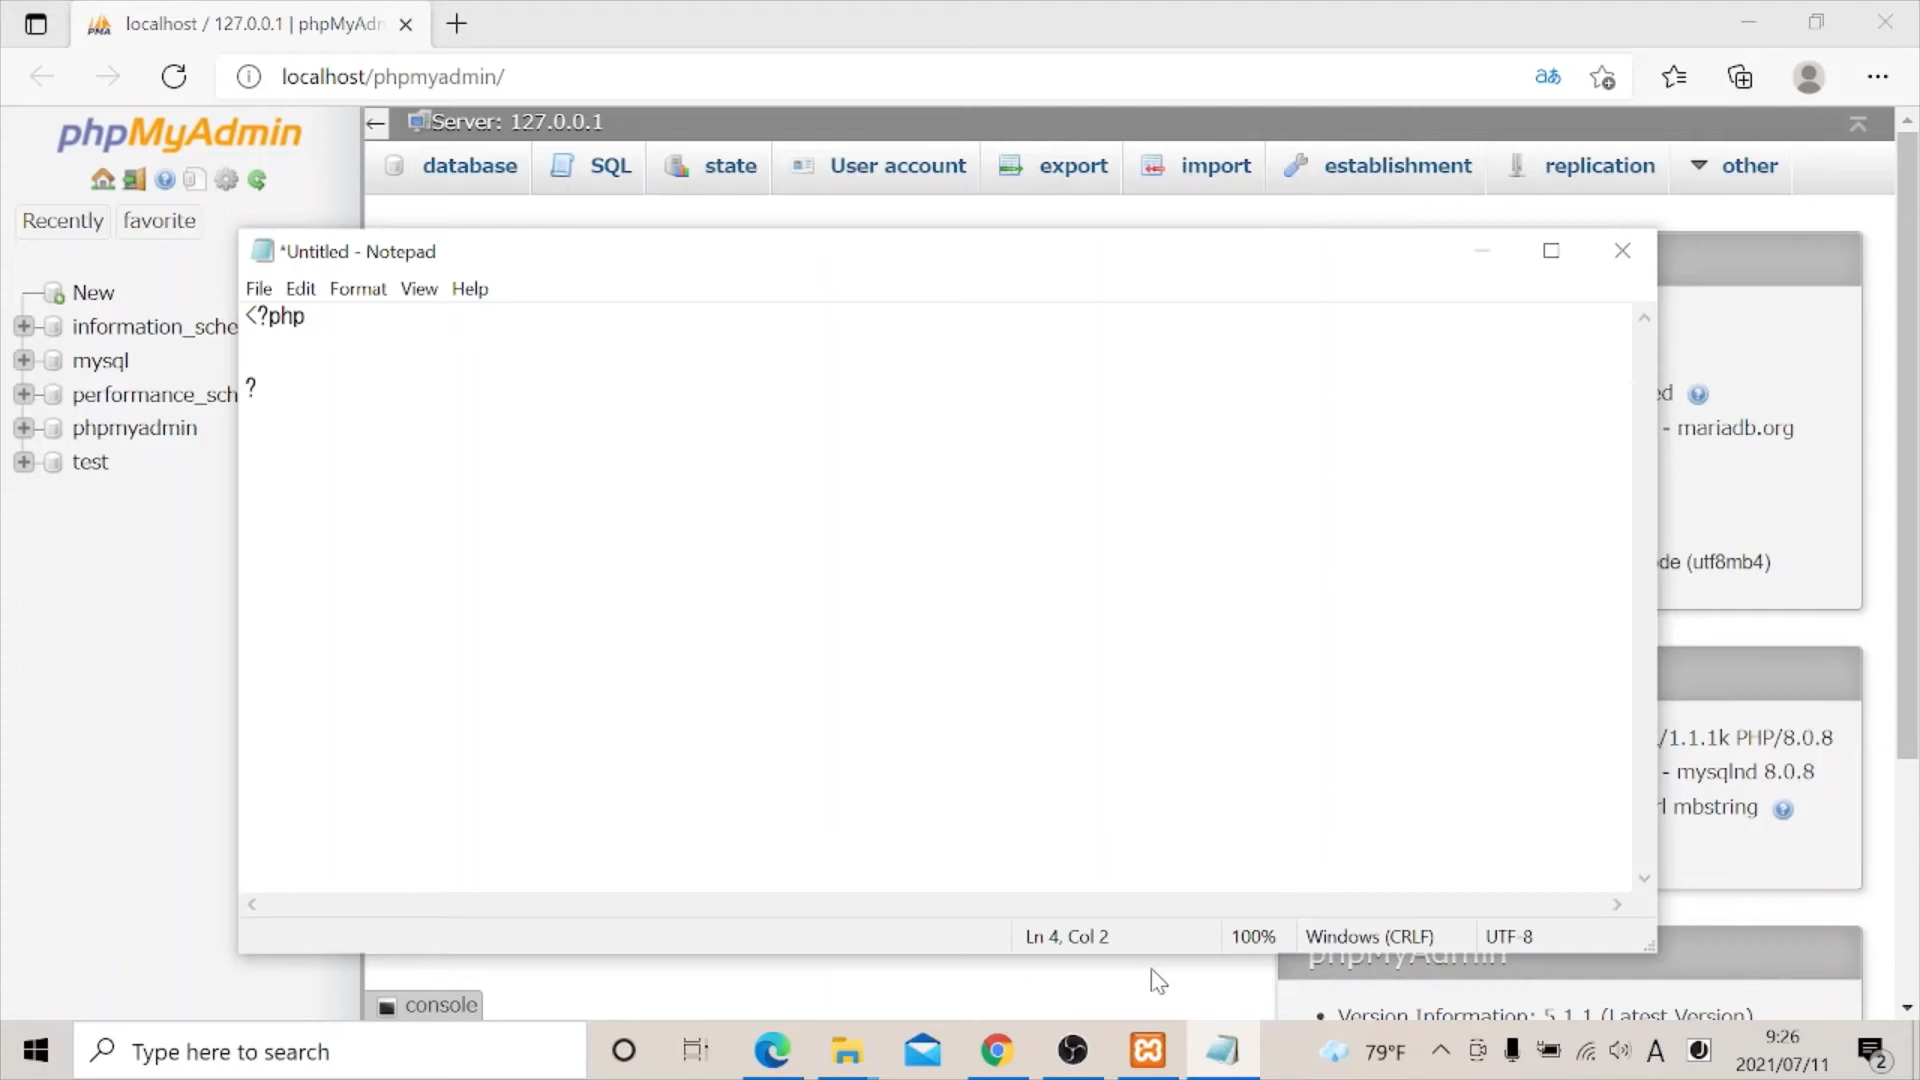 localhost / 127.0.0.1 | phpMyAdn
localhost/phpmyadmin/
phpMyAdmin
Server: 127.0.0.1
database SQL state User account export import establishment replication other
Recently favorite
New
information_sche
mysql
performance_sch
phpmyadmin
test
*Untitled - Notepad
File Edit Format View Help
<?php
?
Ln 4, Col 2 100% Windows (CRLF) UTF-8
ed
- mariadb.org
de (utf8mb4)
/1.1.1k PHP/8.0.8
- mysqlnd 8.0.8
mbstring
phpMyAdmin
Version Information: 5.1.1 (Latest Version)
console
Type here to search
79°F
A
9:26
2021/07/11
2